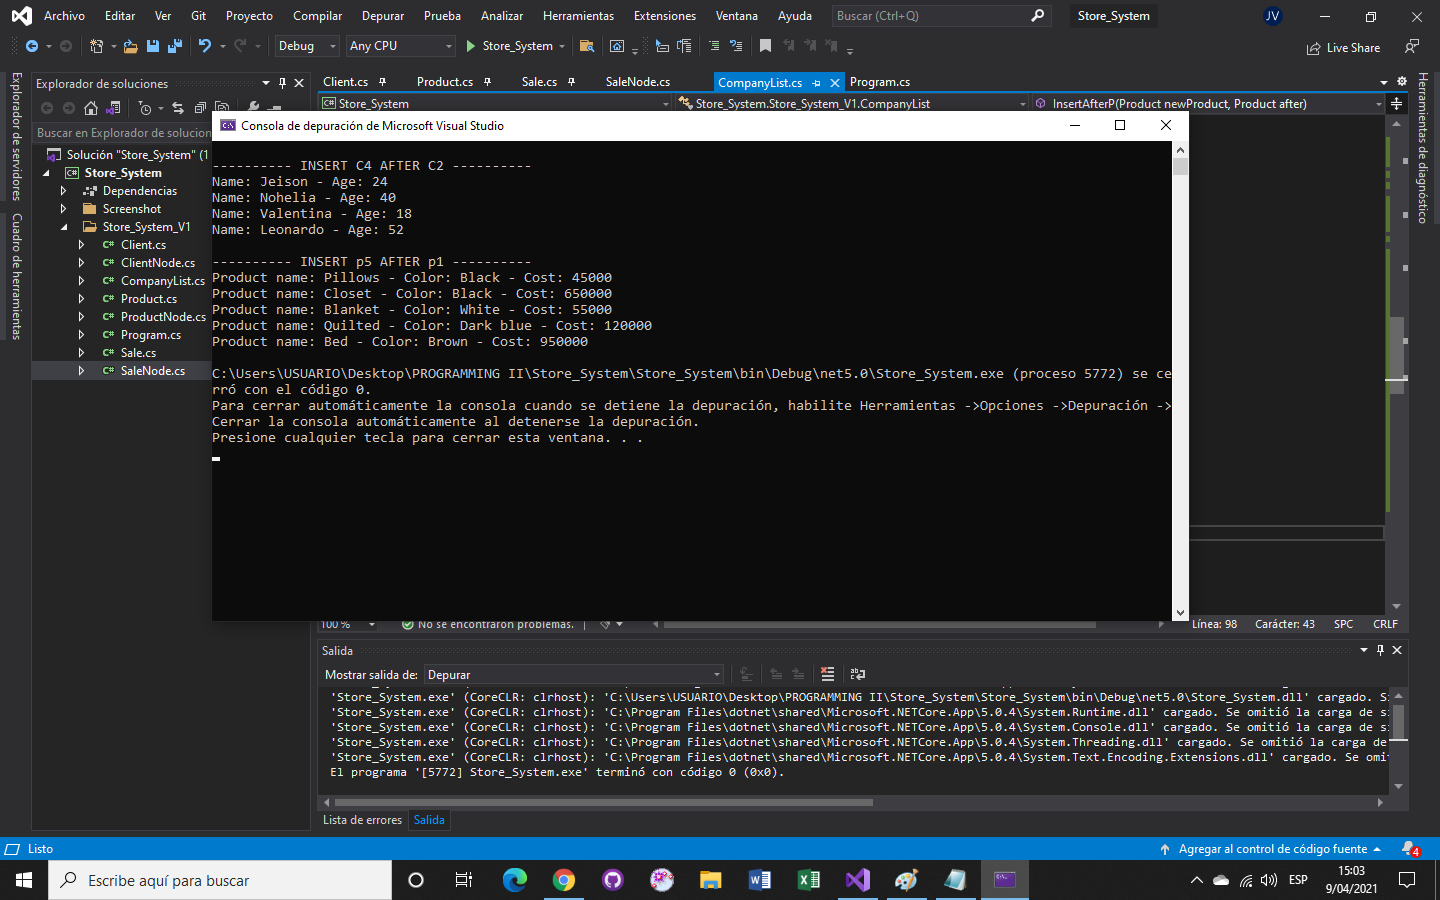 Archivo Editar Ver Git Proyecto Compilar Depurar Prueba Analizar Herramientas Extensiones Ventana Ayuda Buscar (Ctrl+Q) Store_System JV
Debug Any CPU Store_System Live Share
Explorador de servidores
Cuadro de herramientas
Explorador de soluciones
Buscar en Explorador de solucion
Solución "Store_System" (1
Store_System
Dependencias
Screenshot
Store_System_V1
Client.cs
ClientNode.cs
CompanyList.cs
Product.cs
ProductNode.cs
Program.cs
Sale.cs
SaleNode.cs
Client.cs Product.cs Sale.cs SaleNode.cs CompanyList.cs Program.cs
Store_System Store_System.Store_System_V1.CompanyList InsertAfterP(Product newProduct, Product after)
Herramientas de diagnóstico
Consola de depuración de Microsoft Visual Studio
---------- INSERT C4 AFTER C2 ----------
Name: Jeison - Age: 24
Name: Nohelia - Age: 40
Name: Valentina - Age: 18
Name: Leonardo - Age: 52
---------- INSERT p5 AFTER p1 ----------
Product name: Pillows - Color: Black - Cost: 45000
Product name: Closet - Color: Black - Cost: 650000
Product name: Blanket - Color: White - Cost: 55000
Product name: Quilted - Color: Dark blue - Cost: 120000
Product name: Bed - Color: Brown - Cost: 950000
C:\Users\USUARIO\Desktop\PROGRAMMING II\Store_System\Store_System\bin\Debug\net5.0\Store_System.exe (proceso 5772) se ce
rró con el código 0.
Para cerrar automáticamente la consola cuando se detiene la depuración, habilite Herramientas ->Opciones ->Depuración ->
Cerrar la consola automáticamente al detenerse la depuración.
Presione cualquier tecla para cerrar esta ventana. . .
100 % No se encontraron problemas. Línea: 98 Carácter: 43 SPC CRLF
Salida
Mostrar salida de: Depurar
'Store_System.exe' (CoreCLR: clrhost): 'C:\Users\USUARIO\Desktop\PROGRAMMING II\Store_System\Store_System\bin\Debug\net5.0\Store_System.dll' cargado. S
'Store_System.exe' (CoreCLR: clrhost): 'C:\Program Files\dotnet\shared\Microsoft.NETCore.App\5.0.4\System.Runtime.dll' cargado. Se omitió la carga de s
'Store_System.exe' (CoreCLR: clrhost): 'C:\Program Files\dotnet\shared\Microsoft.NETCore.App\5.0.4\System.Console.dll' cargado. Se omitió la carga de s
'Store_System.exe' (CoreCLR: clrhost): 'C:\Program Files\dotnet\shared\Microsoft.NETCore.App\5.0.4\System.Threading.dll' cargado. Se omitió la carga de
'Store_System.exe' (CoreCLR: clrhost): 'C:\Program Files\dotnet\shared\Microsoft.NETCore.App\5.0.4\System.Text.Encoding.Extensions.dll' cargado. Se omi
El programa '[5772] Store_System.exe' terminó con código 0 (0x0).
Lista de errores Salida
Listo Agregar al control de código fuente 4
Escribe aquí para buscar ESP 15:03
9/04/2021